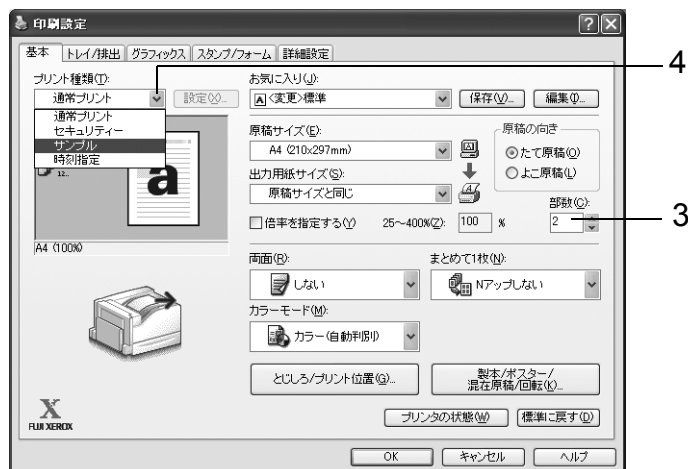 印刷設定
基本 トレイ/排出 グラフィックス スタンプ/フォーム 詳細設定
プリント種類(T):
通常プリント 設定(X)...
通常プリント
セキュリティー
サンプル
時刻指定
12..
a
A4 (100%)
FUJI XEROX
お気に入り(J):
A <変更>標準 保存(V)... 編集(I)...
原稿サイズ(E):
A4 (210x297mm)
出力用紙サイズ(S):
原稿サイズと同じ
原稿の向き
たて原稿(O)
よこ原稿(L)
倍率を指定する(Y) 25～400%(Z): 100 %
部数(C):
2
両面(R):
しない
まとめて1枚(N):
Nアップしない
カラーモード(M):
カラー(自動判別)
とじしろ/プリント位置(G)...
製本/ポスター/
混在原稿/回転(K)...
プリンタの状態(W) 標準に戻す(D)
OK キャンセル ヘルプ
4
3